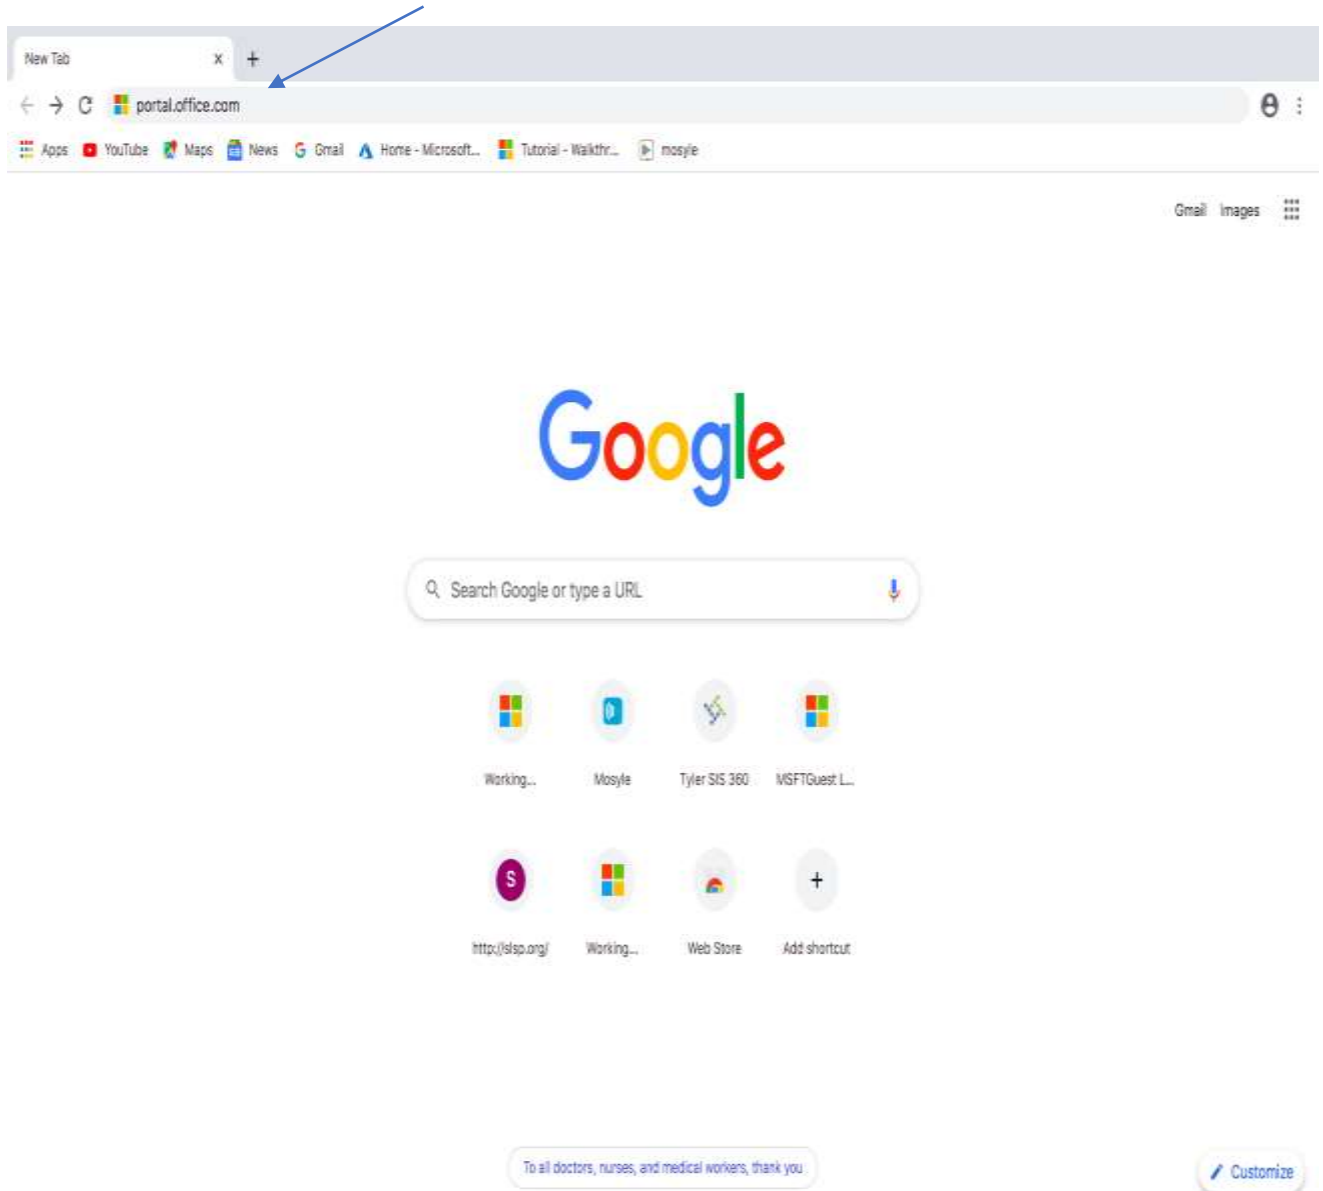 New Tab x +
portal.office.com
Apps YouTube Maps News G Gmail Home - Microsoft... Tutorial - Walkthr... mosyle
Gmail Images
Google
Search Google or type a URL
Working... Mosyle Tyler SIS 360 MSFTGuest L...
S
http://slsp.org/ Working... Web Store Add shortcut
To all doctors, nurses, and medical workers, thank you
Customize